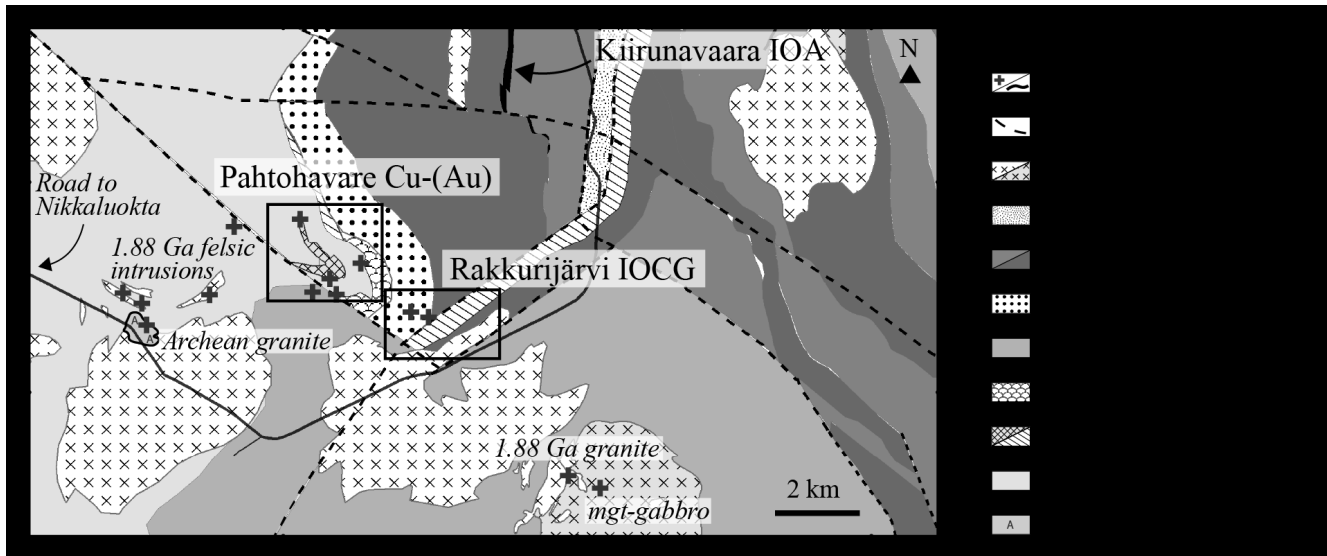 Kiirunavaara IOA
N
Pahtohavare Cu-(Au)
Road to
Nikkaluokta
1.88 Ga felsic
intrusions
Rakkurijärvi IOCG
A
A
A
Archean granite
1.88 Ga granite
mgt-gabbro
2 km
A